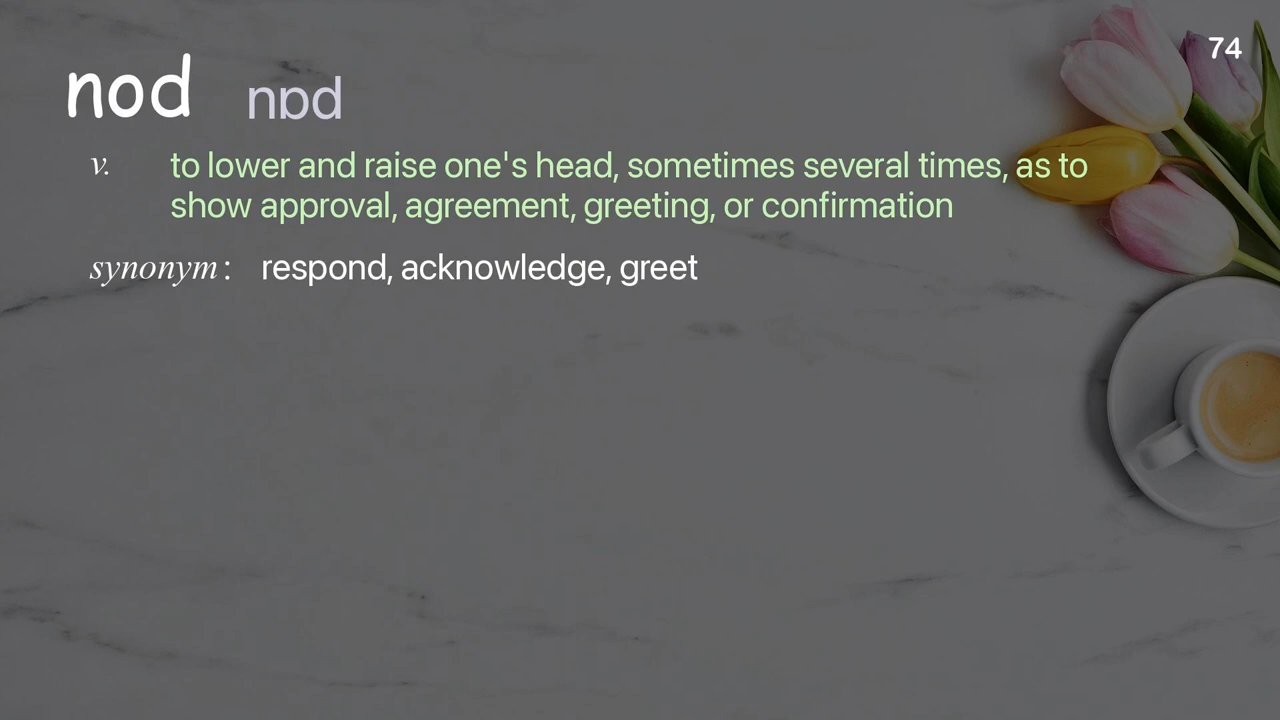 74
nod nɒd
v. to lower and raise one's head, sometimes several times, as to
show approval, agreement, greeting, or confirmation
synonym: respond, acknowledge, greet